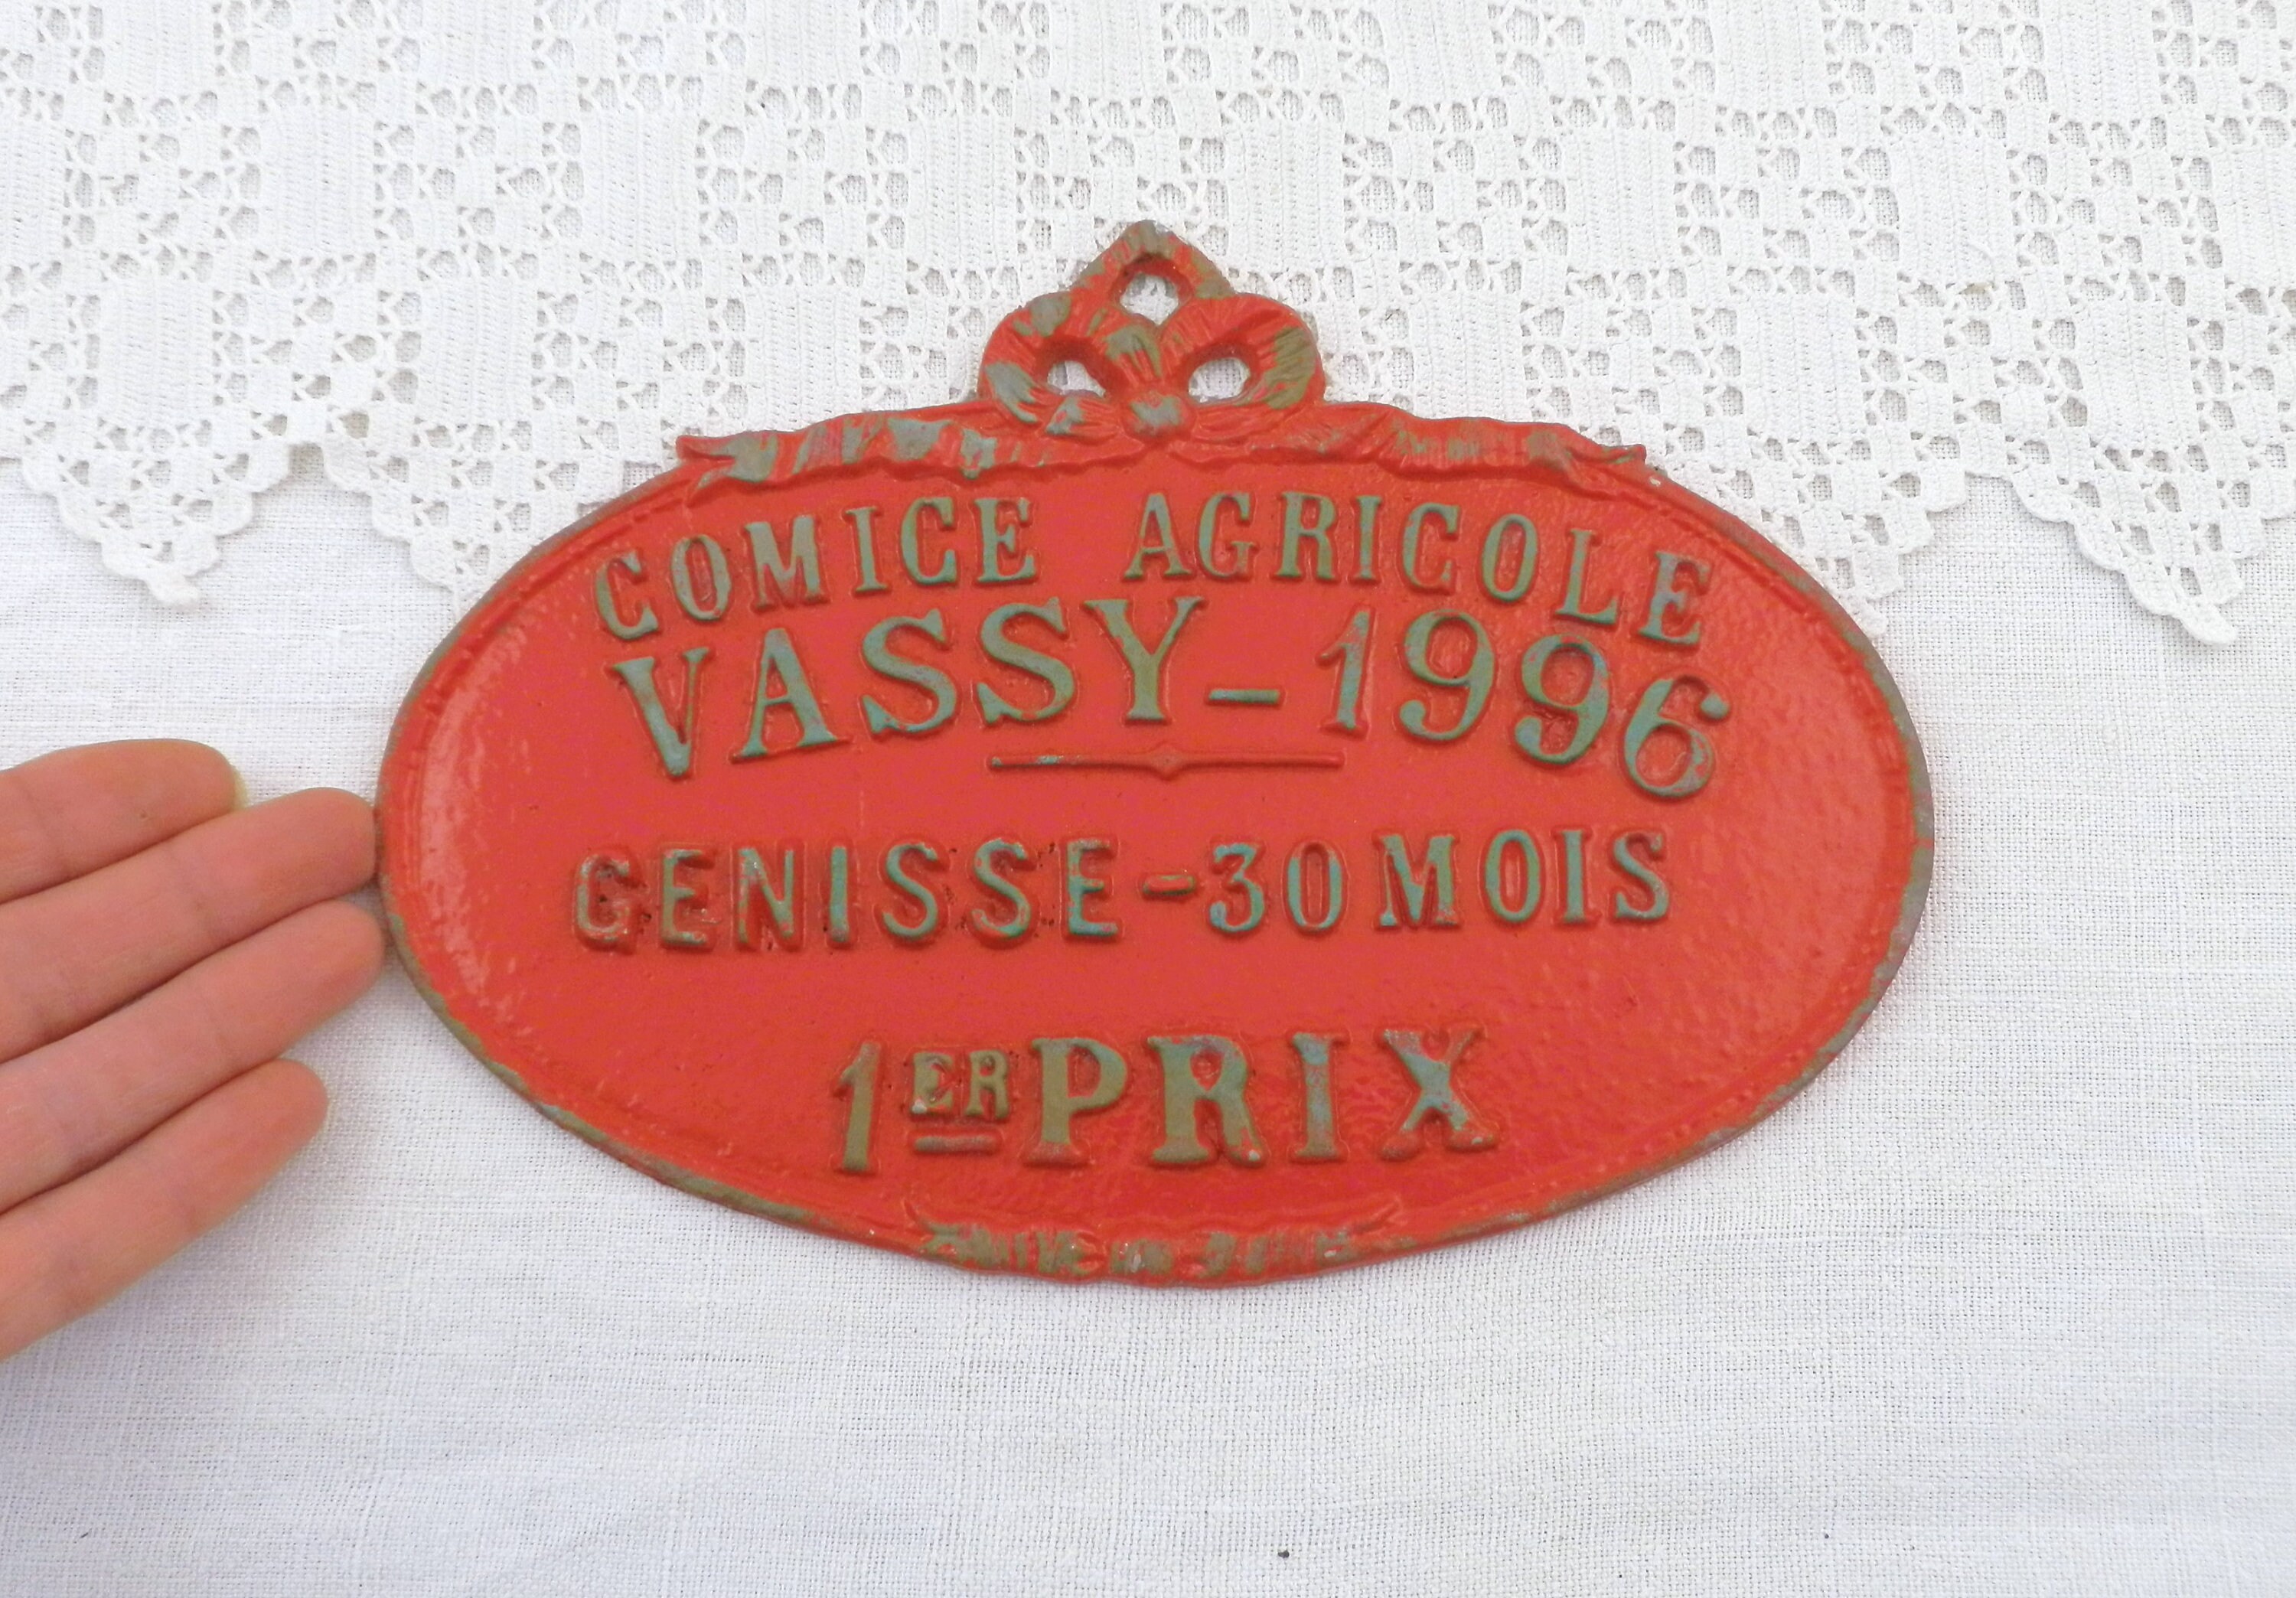 COMICE AGRICOLE
VASSY-1996
GENISSE-30 MOIS
1ER PRIX